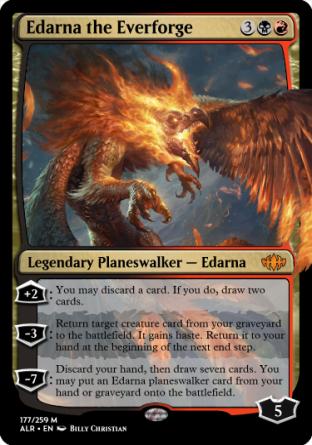 Edarna the Everforge 3
Legendary Planeswalker — Edarna
+2 : You may discard a card. If you do, draw two
cards.
-3 : Return target creature card from your graveyard
to the battlefield. It gains haste. Return it to your
hand at the beginning of the next end step.
-7 : Discard your hand, then draw seven cards. You
may put an Edarna planeswalker card from your
hand or graveyard onto the battlefield.
5
177/259 M
ALR • EN Billy Christian